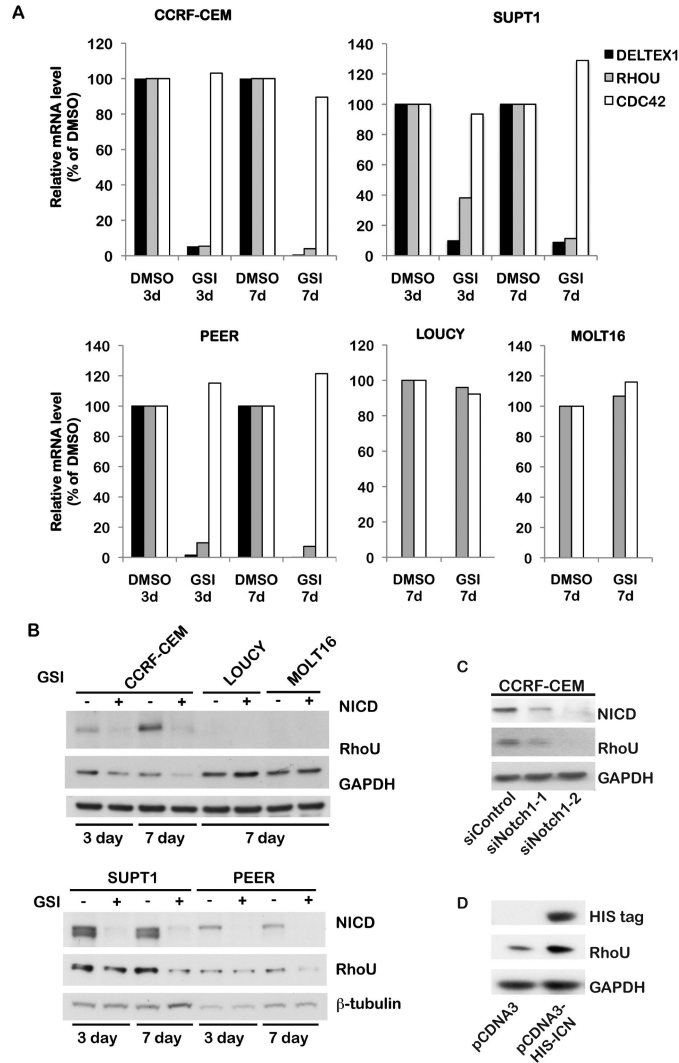 A
CCRF-CEM
SUPT1
Relative mRNA level
(% of DMSO)
120
100
80
60
40
20
0
DMSO GSI DMSO GSI
3d 3d 7d 7d
140
120
100
80
60
40
20
0
DMSO GSI DMSO GSI
3d 3d 7d 7d
DELTEX1
RHOU
CDC42
PEER
LOUCY
MOLT16
Relative mRNA level
(% of DMSO)
140
120
100
80
60
40
20
0
DMSO GSI DMSO GSI
3d 3d 7d 7d
120
100
80
60
40
20
0
DMSO GSI
7d 7d
140
120
100
80
60
40
20
0
DMSO GSI
7d 7d
B
CCRF-CEM LOUCY MOLT16
GSI
- + - + - + - +
NICD
RhoU
GAPDH
3 day 7 day 7 day
SUPT1 PEER
GSI - + - + - + - +
NICD
RhoU
β-tubulin
3 day 7 day 3 day 7 day
C
CCRF-CEM
NICD
RhoU
GAPDH
siControl siNotch1-1 siNotch1-2
D
HIS tag
RhoU
GAPDH
pCDNA3 pCDNA3-
HIS-ICN